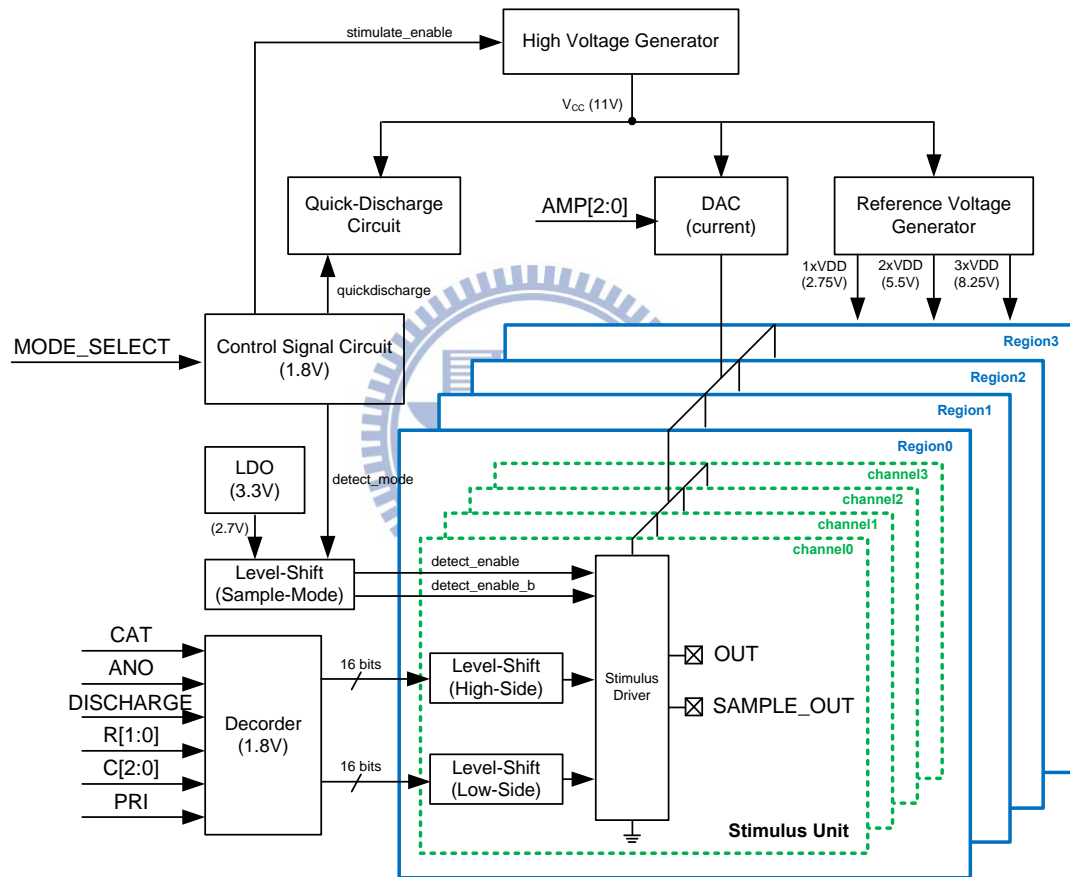 stimulate_enable
High Voltage Generator
VCC (11V)
Quick-Discharge
Circuit
AMP[2:0]
DAC
(current)
Reference Voltage
Generator
1xVDD
(2.75V)
2xVDD
(5.5V)
3xVDD
(8.25V)
quickdischarge
MODE_SELECT
Control Signal Circuit
(1.8V)
Region3
Region2
Region1
Region0
LDO
(3.3V)
detect_mode
(2.7V)
channel3
channel2
channel1
channel0
Level-Shift
(Sample-Mode)
detect_enable
detect_enable_b
CAT
ANO
DISCHARGE
R[1:0]
C[2:0]
PRI
Decorder
(1.8V)
16 bits
16 bits
Level-Shift
(High-Side)
Level-Shift
(Low-Side)
Stimulus
Driver
OUT
SAMPLE_OUT
Stimulus Unit